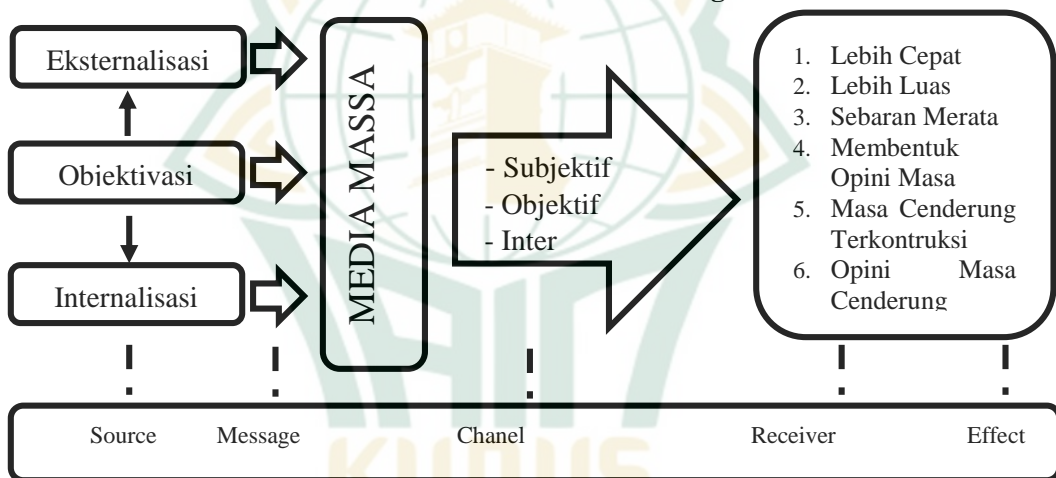 Eksternalisasi
Objektivasi
Internalisasi
MEDIA MASSA
- Subjektif
- Objektif
- Inter
1. Lebih Cepat
2. Lebih Luas
3. Sebaran Merata
4. Membentuk
Opini Masa
5. Masa Cenderung
Terkontruksi
6. Opini Masa
Cenderung
Source Message Chanel Receiver Effect
KUDUS